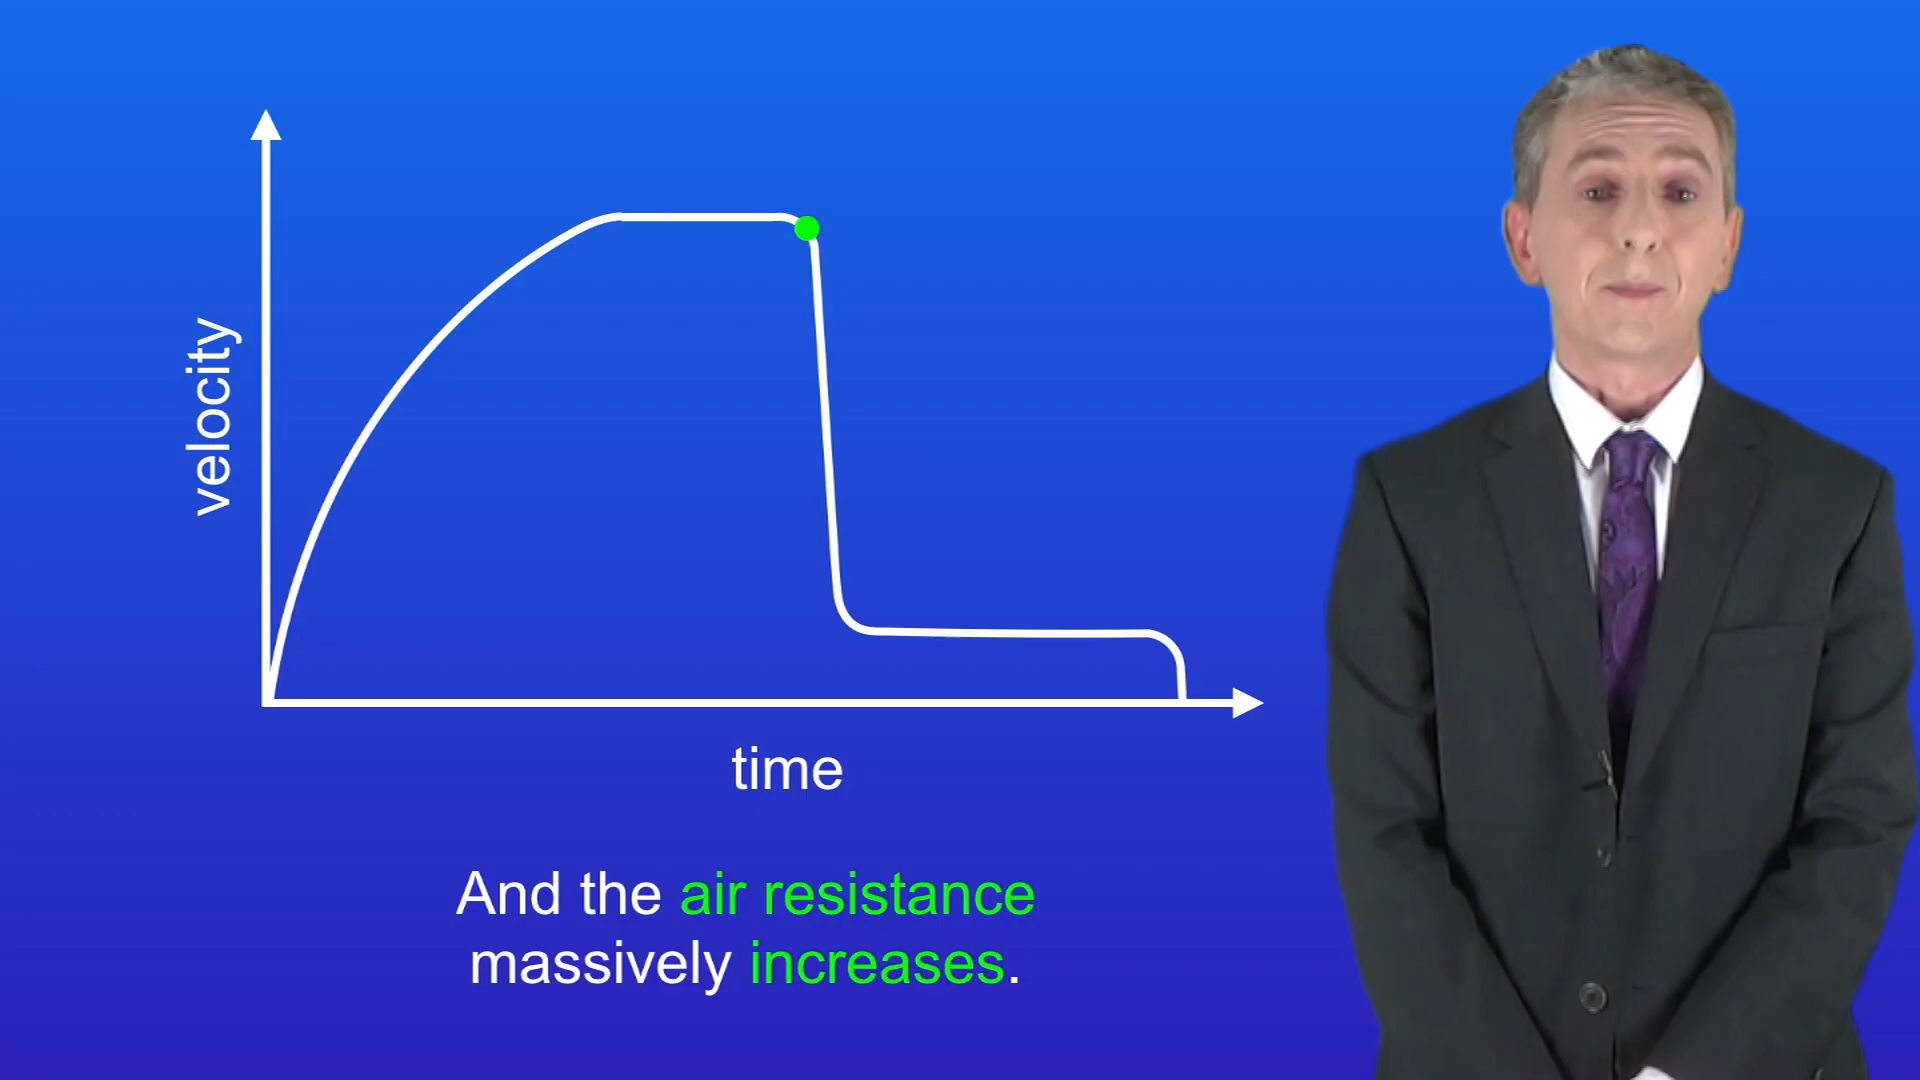 velocity
time
And the air resistance
massively increases.